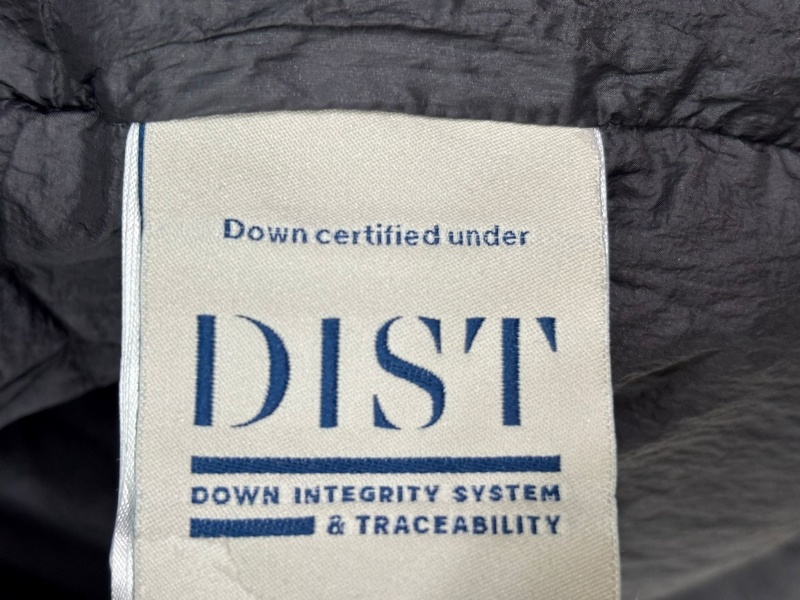 Down certified under
DIST
DOWN INTEGRITY SYSTEM
& TRACEABILITY